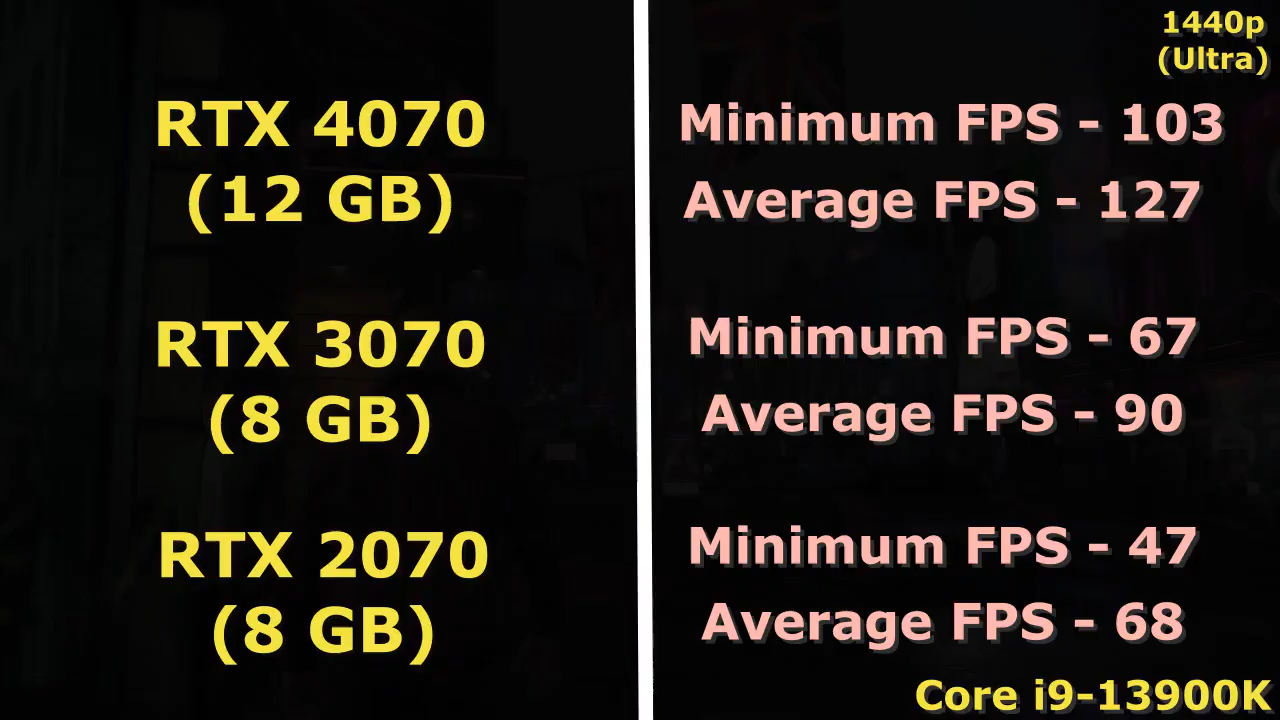 1440p
(Ultra)
RTX 4070
(12 GB)
Minimum FPS - 103
Average FPS - 127
RTX 3070
(8 GB)
Minimum FPS - 67
Average FPS - 90
RTX 2070
(8 GB)
Minimum FPS - 47
Average FPS - 68
Core i9-13900K